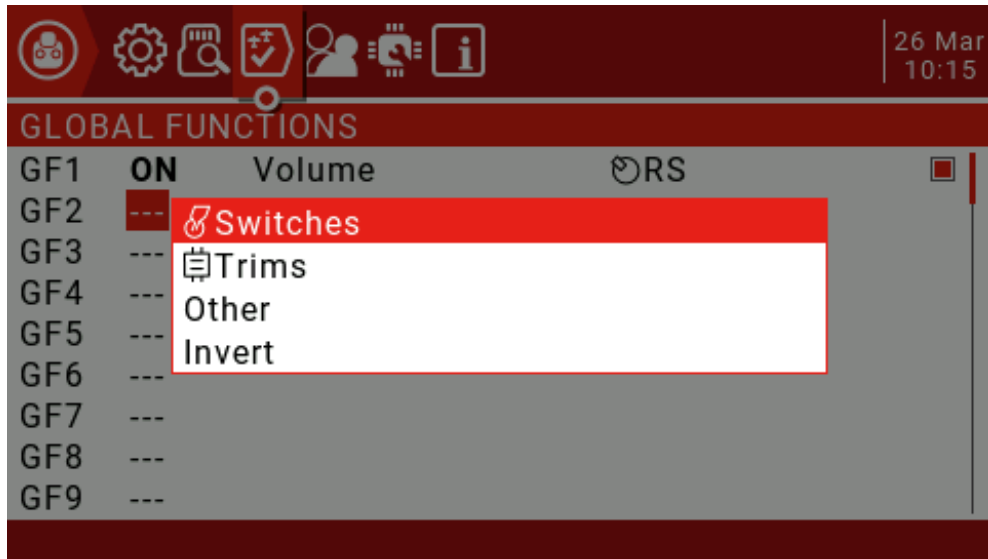 26 Mar
10:15
GLOBAL FUNCTIONS
GF1 ON Volume RS
GF2 ---
Switches
GF3 ---
Trims
GF4 ---
Other
GF5 ---
Invert
GF6 ---
GF7 ---
GF8 ---
GF9 ---